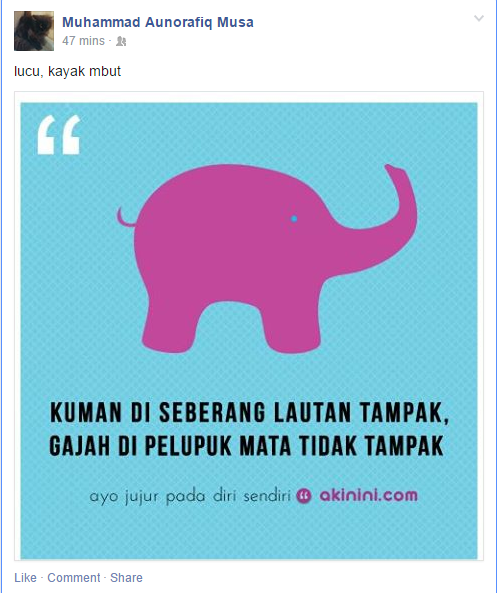 Muhammad Aunorafiq Musa
47 mins ·
lucu, kayak mbut
“
KUMAN DI SEBERANG LAUTAN TAMPAK,
GAJAH DI PELUPUK MATA TIDAK TAMPAK
ayo jujur pada diri sendiri “ akinini.com
Like · Comment · Share